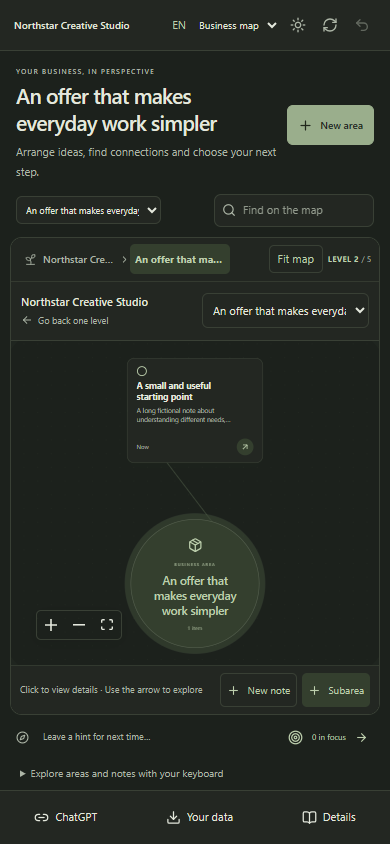 Northstar Creative Studio
EN
Business map
YOUR BUSINESS, IN PERSPECTIVE
An offer that makes
everyday work simpler
New area
Arrange ideas, find connections and choose your next
step.
An offer that makes everyday
Find on the map
Northstar Cre...
An offer that ma...
Fit map
LEVEL 2 / 5
Northstar Creative Studio
Go back one level
An offer that makes everyda
A small and useful
starting point
A long fictional note about
understanding different needs,...
Now
BUSINESS AREA
An offer that
makes everyday
work simpler
1 item
Click to view details · Use the arrow to explore
New note
Subarea
Leave a hint for next time...
0 in focus
Explore areas and notes with your keyboard
ChatGPT
Your data
Details